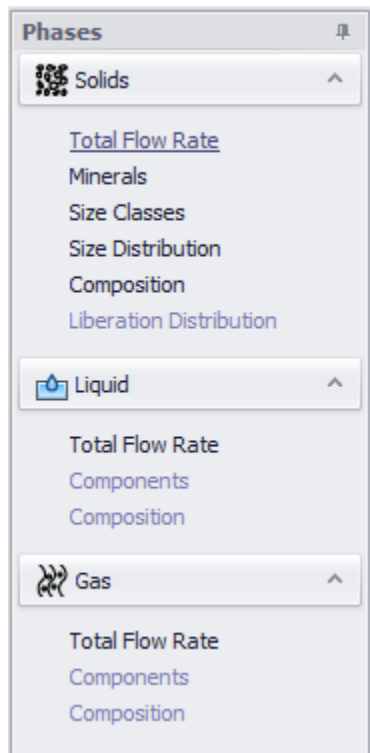 Phases
Solids
Total Flow Rate
Minerals
Size Classes
Size Distribution
Composition
Liberation Distribution
Liquid
Total Flow Rate
Components
Composition
Gas
Total Flow Rate
Components
Composition